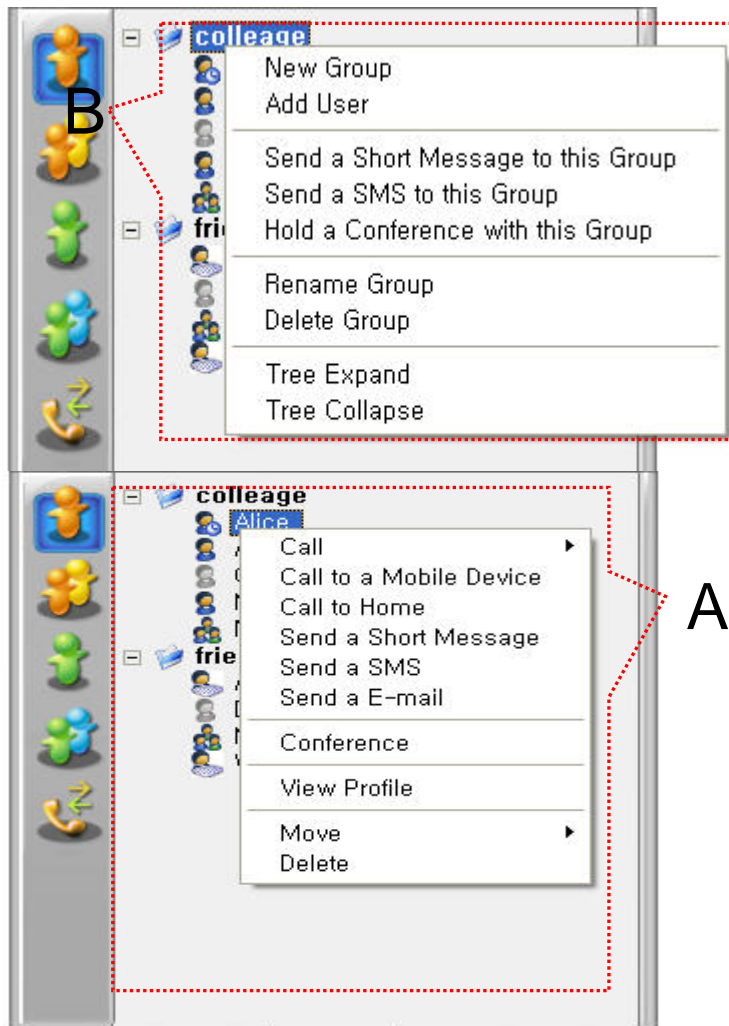 colleage
New Group
Add User
Send a Short Message to this Group
Send a SMS to this Group
Hold a Conference with this Group
Rename Group
Delete Group
Tree Expand
Tree Collapse
B
colleage
Alice
Call
Call to a Mobile Device
Call to Home
Send a Short Message
Send a SMS
Send a E-mail
Conference
View Profile
Move
Delete
A